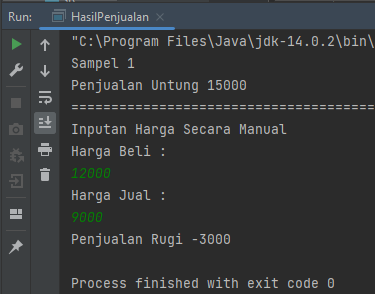 Run: HasilPenjualan
"C:\Program Files\Java\jdk-14.0.2\bin\
Sampel 1
Penjualan Untung 15000
=======================================
Inputan Harga Secara Manual
Harga Beli :
12000
Harga Jual :
9000
Penjualan Rugi -3000
Process finished with exit code 0